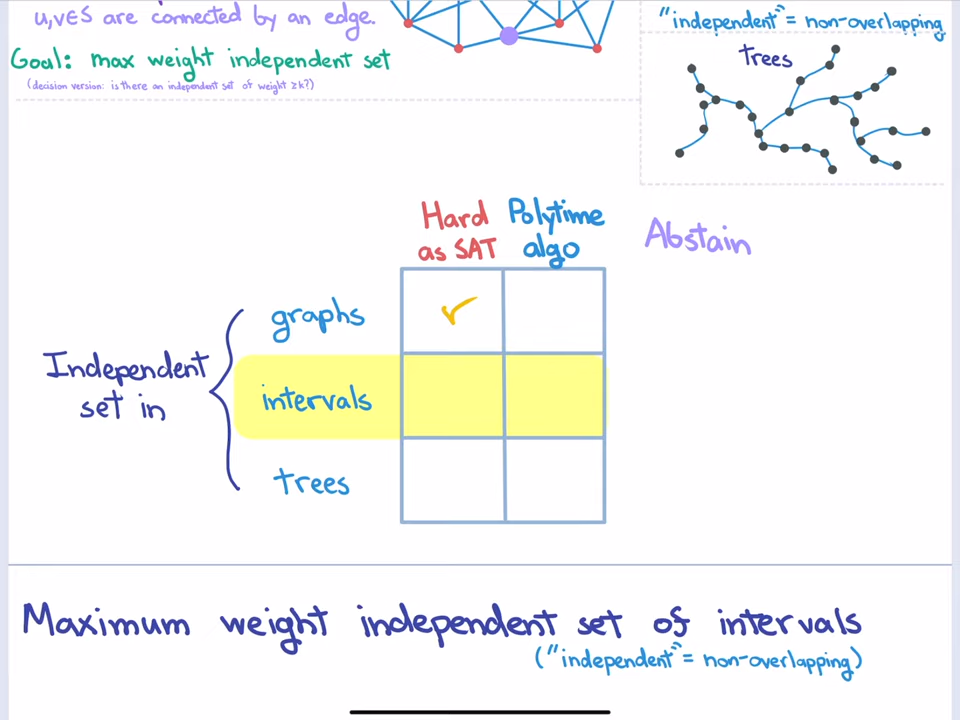 u,v∈S are connected by an edge.
Goal: max weight independent set
(decision version: is there an independent set of weight ≥k?)
"independent" = non-overlapping
trees
Hard as SAT
Polytime algo
Abstain
Independent set in
graphs
intervals
trees
Maximum weight independent set of intervals
("independent" = non-overlapping)